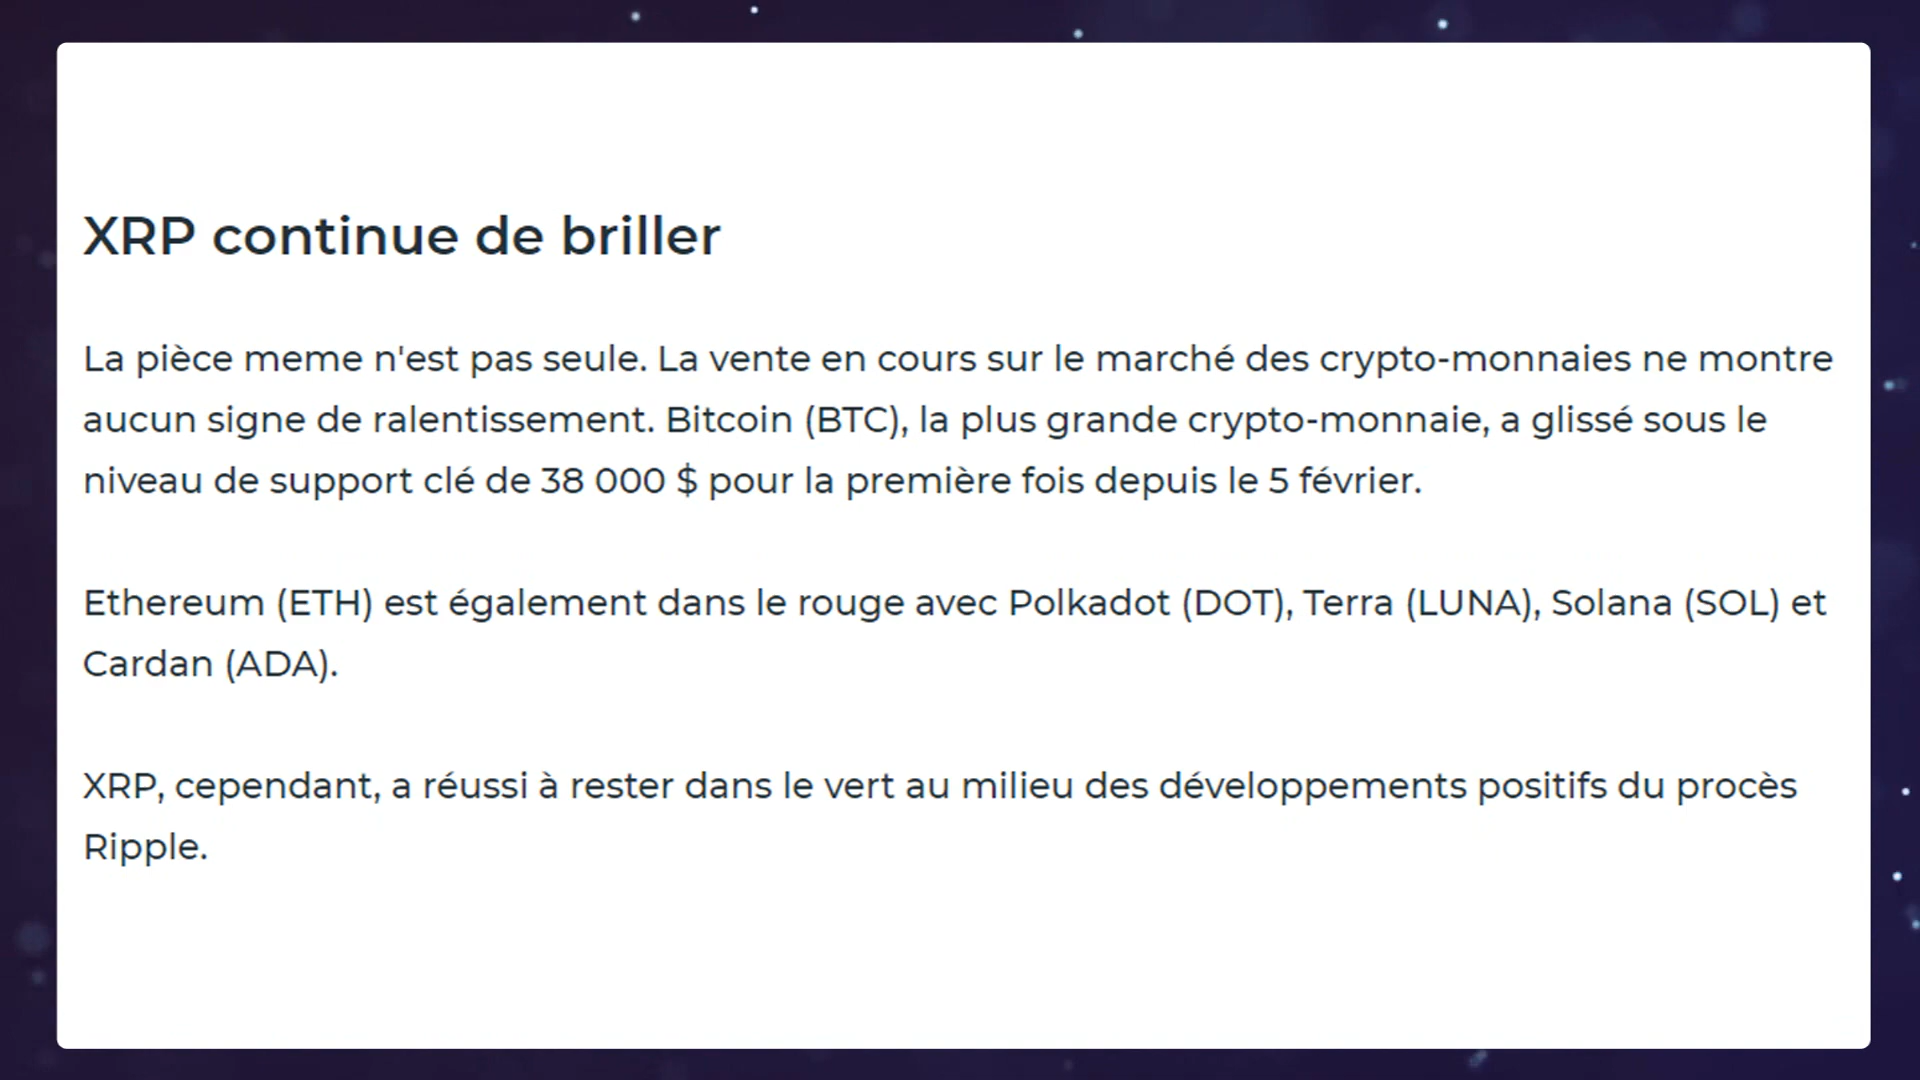 XRP continue de briller
La pièce meme n'est pas seule. La vente en cours sur le marché des crypto-monnaies ne montre
aucun signe de ralentissement. Bitcoin (BTC), la plus grande crypto-monnaie, a glissé sous le
niveau de support clé de 38 000 $ pour la première fois depuis le 5 février.
Ethereum (ETH) est également dans le rouge avec Polkadot (DOT), Terra (LUNA), Solana (SOL) et
Cardan (ADA).
XRP, cependant, a réussi à rester dans le vert au milieu des développements positifs du procès
Ripple.